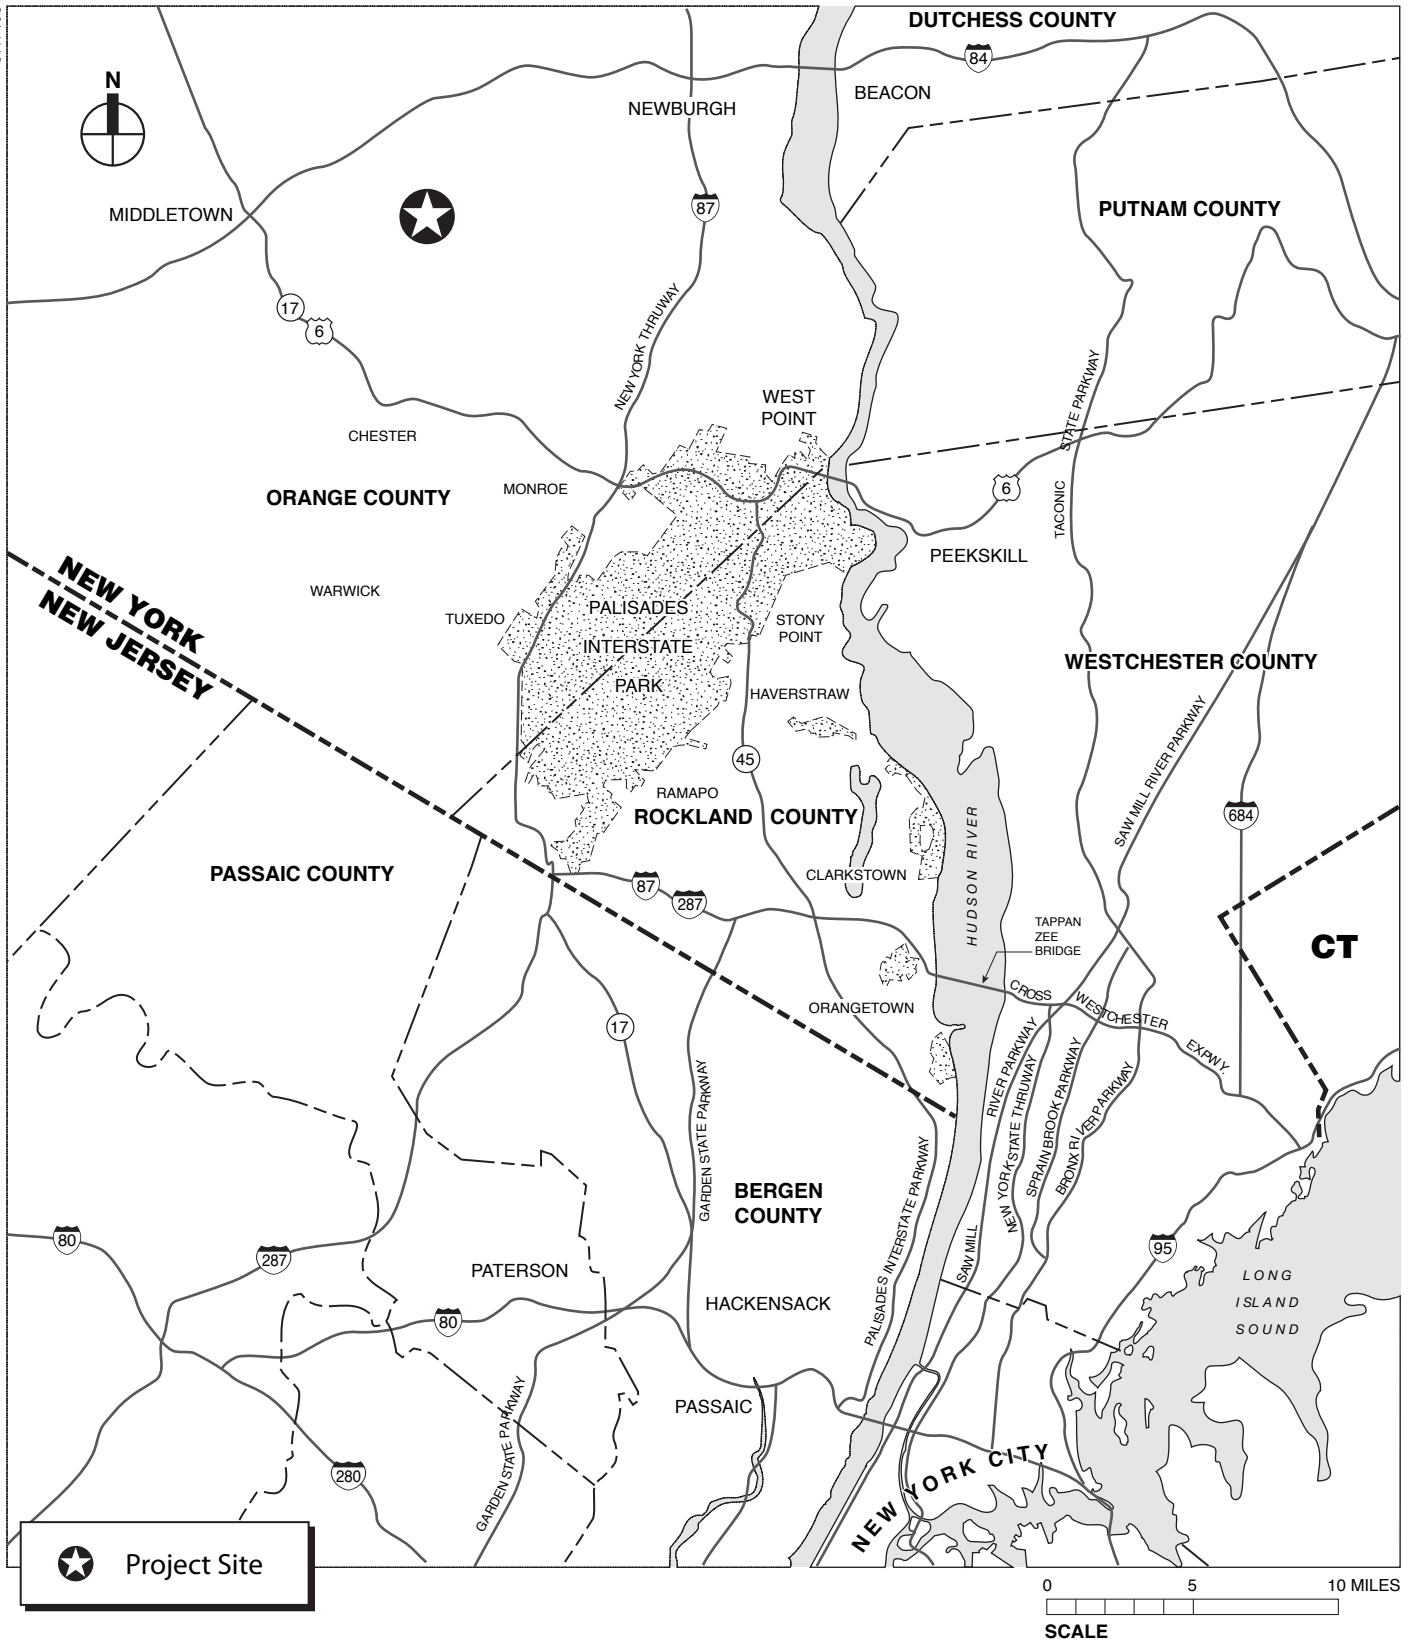 DUTCHESS COUNTY
84
N
BEACON
NEWBURGH
MIDDLETOWN
87
PUTNAM COUNTY
17
6
NEW YORK THRUWAY
STATE PARKWAY
TACONIC
WEST
POINT
CHESTER
MONROE
ORANGE COUNTY
6
PEEKSKILL
NEW YORK
NEW JERSEY
WARWICK
TUXEDO
PALISADES
INTERSTATE
PARK
STONY
POINT
WESTCHESTER COUNTY
HAVERSTRAW
SAW MILL RIVER PARKWAY
45
RAMAPO
ROCKLAND COUNTY
684
HUDSON RIVER
PASSAIC COUNTY
CLARKSTOWN
87
287
TAPPAN
ZEE
BRIDGE
CT
CROSS
WESTCHESTER
EXPWY.
ORANGETOWN
17
GARDEN STATE PARKWAY
RIVER PARKWAY
SAW MILL
NEW YORK STATE THRUWAY
SPRAIN BROOK PARKWAY
BRONX RIVER PARKWAY
PALISADES INTERSTATE PARKWAY
BERGEN
COUNTY
80
287
95
PATERSON
LONG
ISLAND
SOUND
HACKENSACK
80
PASSAIC
GARDEN STATE PARKWAY
280
NEW YORK CITY
Project Site
0 5 10 MILES
SCALE